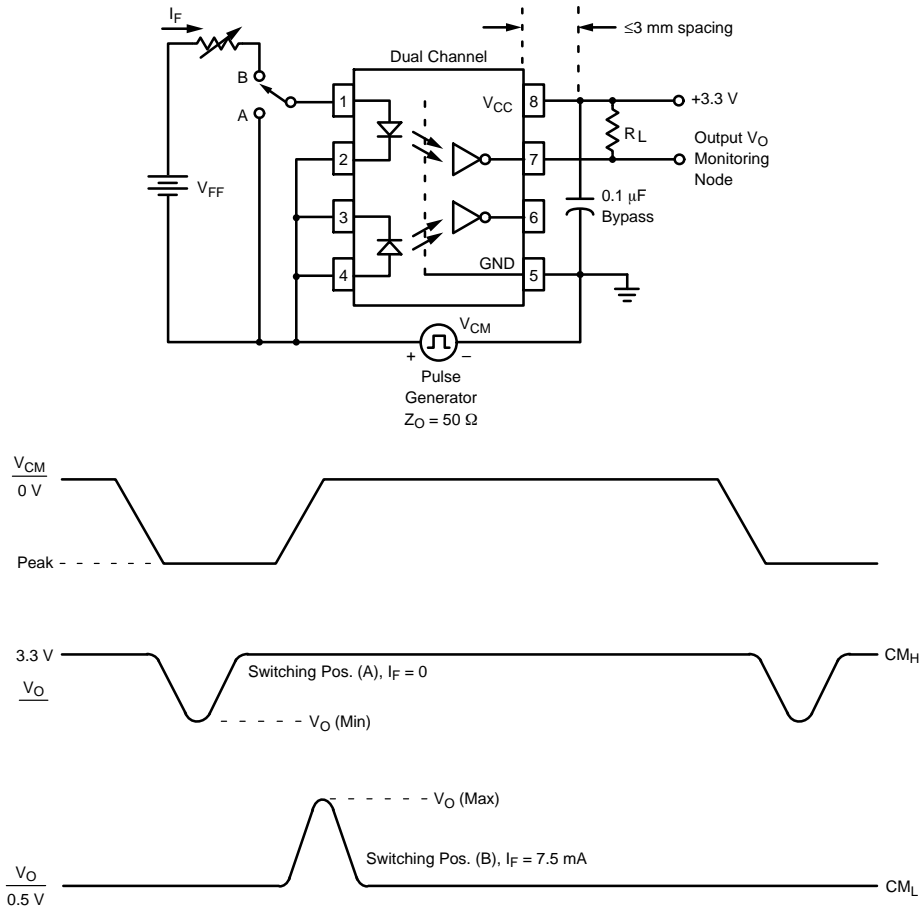 I_F
≤3 mm spacing
Dual Channel
B
A
1
V_CC
8
+3.3 V
R_L
Output V_O
Monitoring
Node
2
7
V_FF
3
6
0.1 µF
Bypass
4
GND
5
V_CM
+
–
Pulse
Generator
Z_O = 50 Ω
V_CM
0 V
Peak
3.3 V
V_O
Switching Pos. (A), I_F = 0
CM_H
V_O (Min)
V_O (Max)
Switching Pos. (B), I_F = 7.5 mA
V_O
0.5 V
CM_L